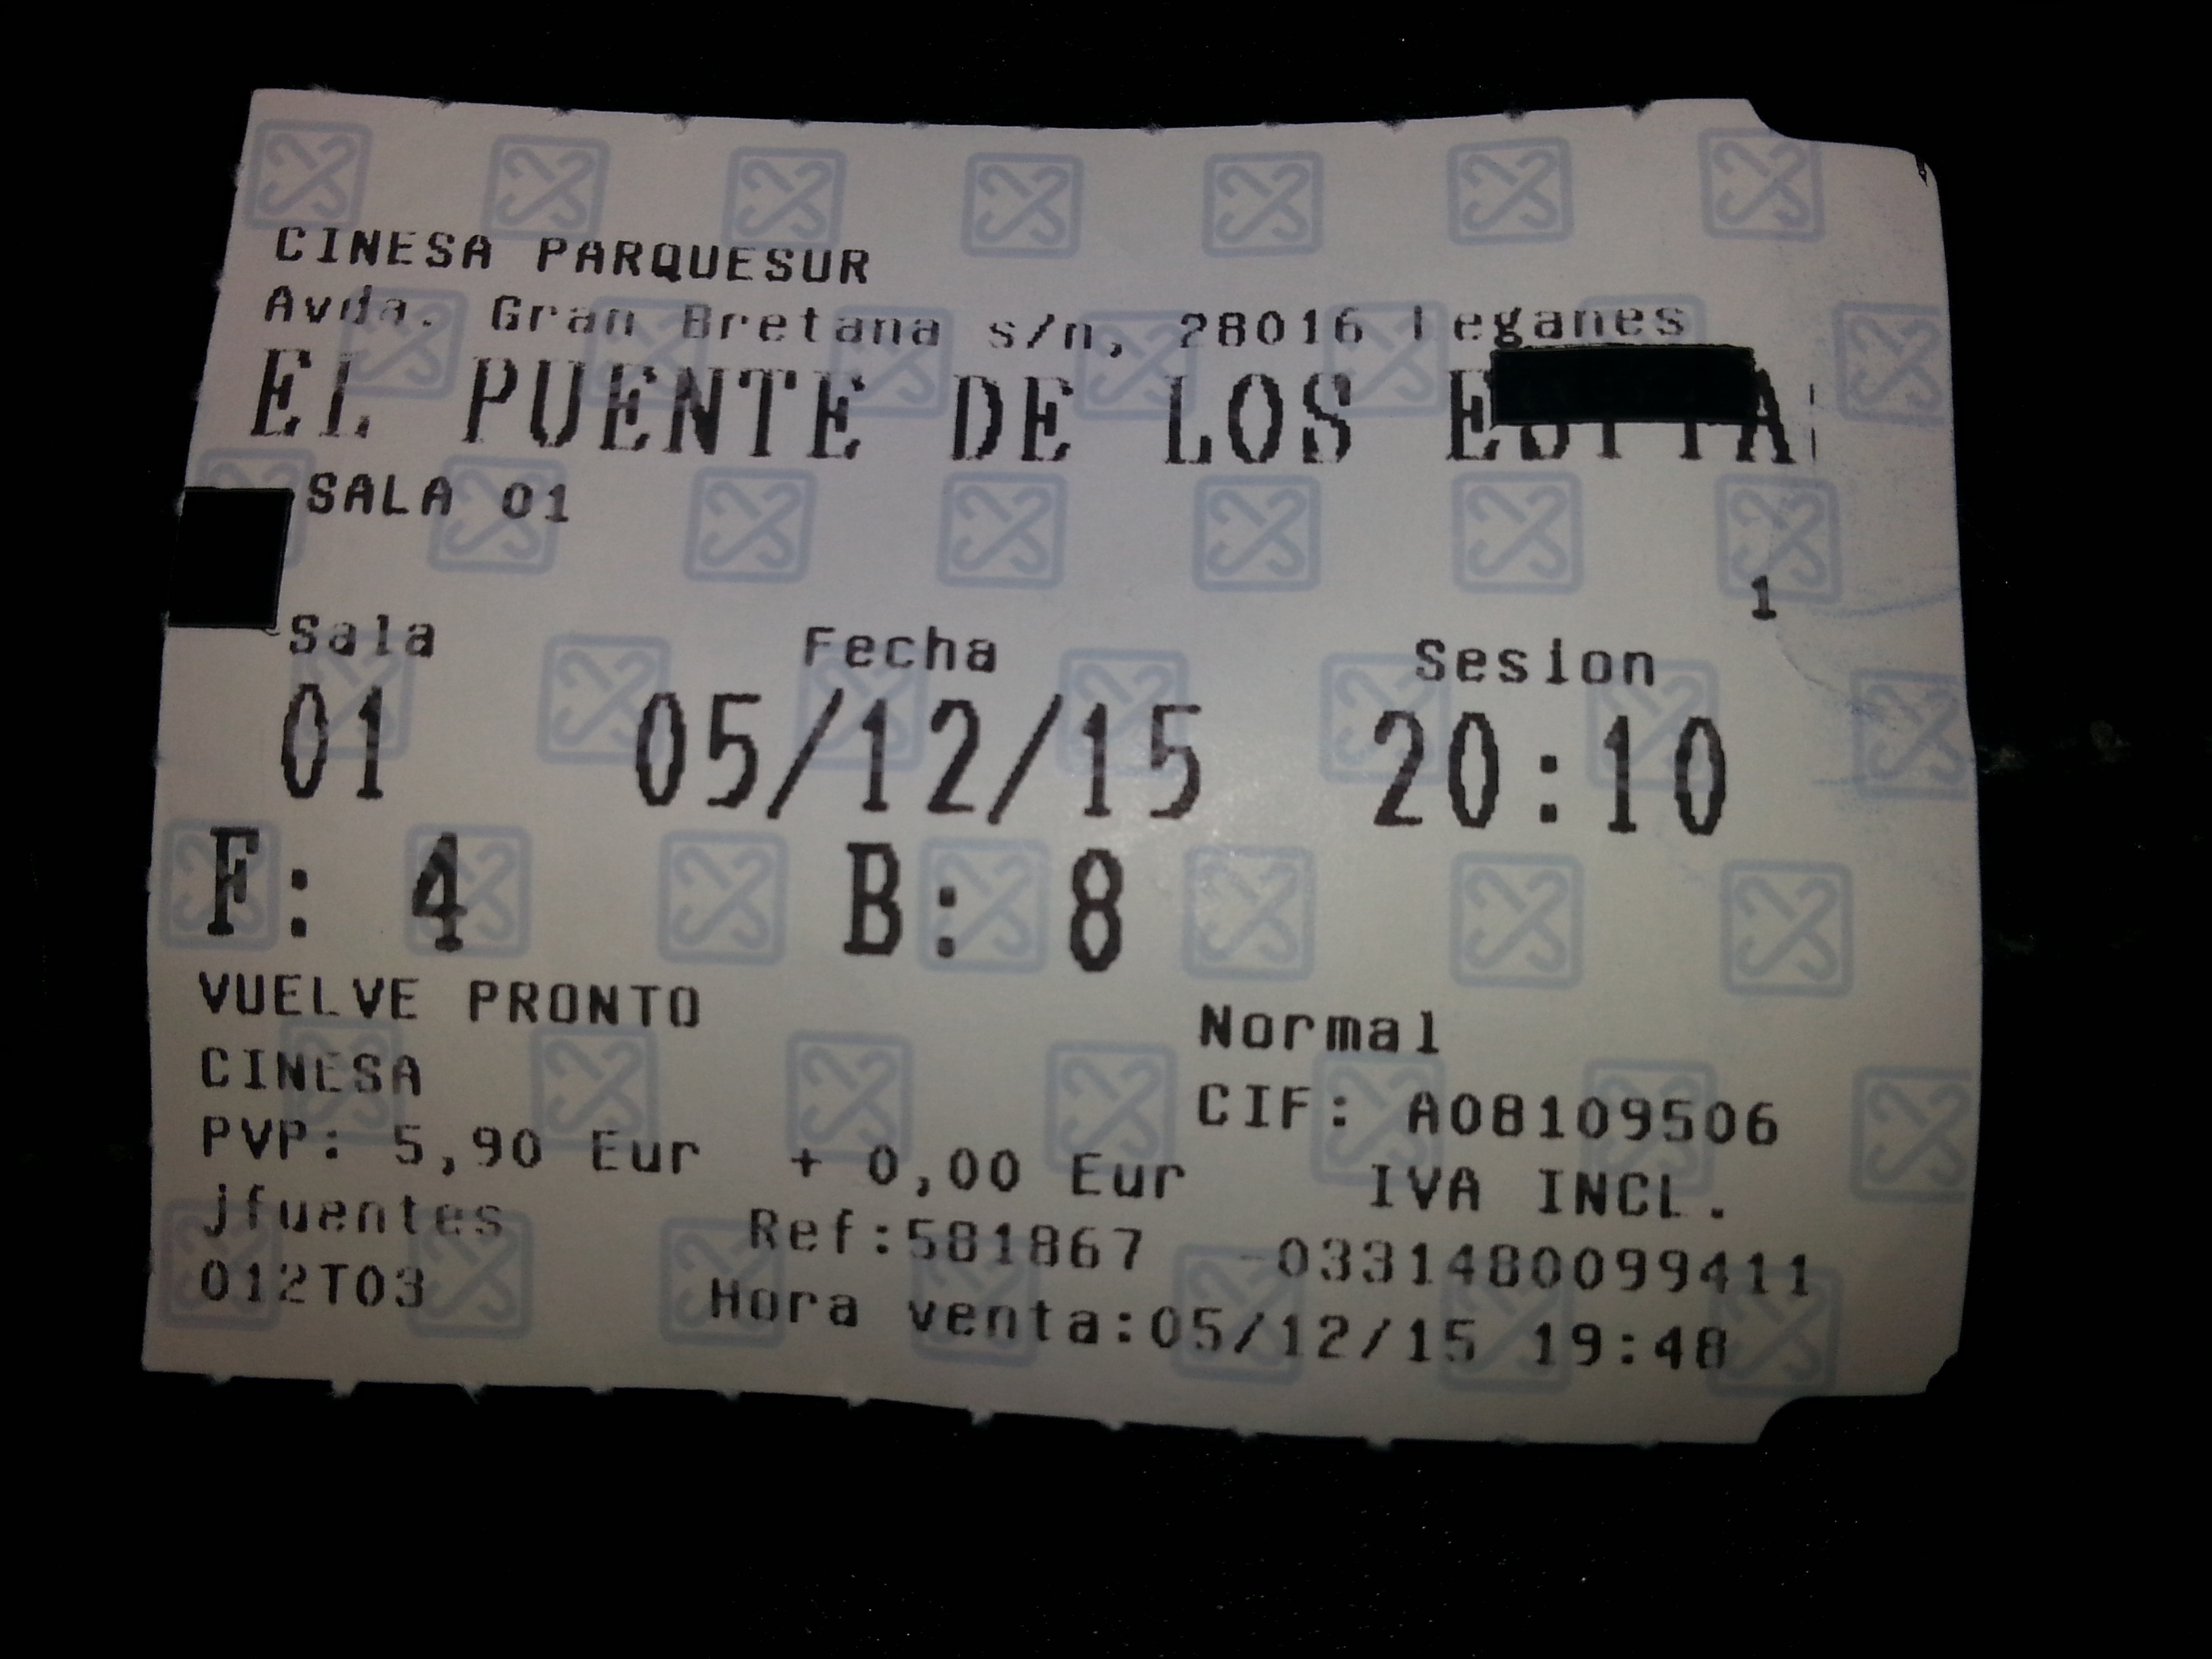 CINESA PARQUESUR
Avda. Gran Bretana s/n, 28016 Leganes
EL PUENTE DE LOS
SALA 01
1
Sala Fecha Sesion
01 05/12/15 20:10
F: 4 B: 8
VUELVE PRONTO Normal
CINESA CIF: A08109506
PVP: 5,90 Eur + 0,00 Eur IVA INCL.
jfuentes Ref:581867 0331480099411
012T03 Hora venta:05/12/15 19:48